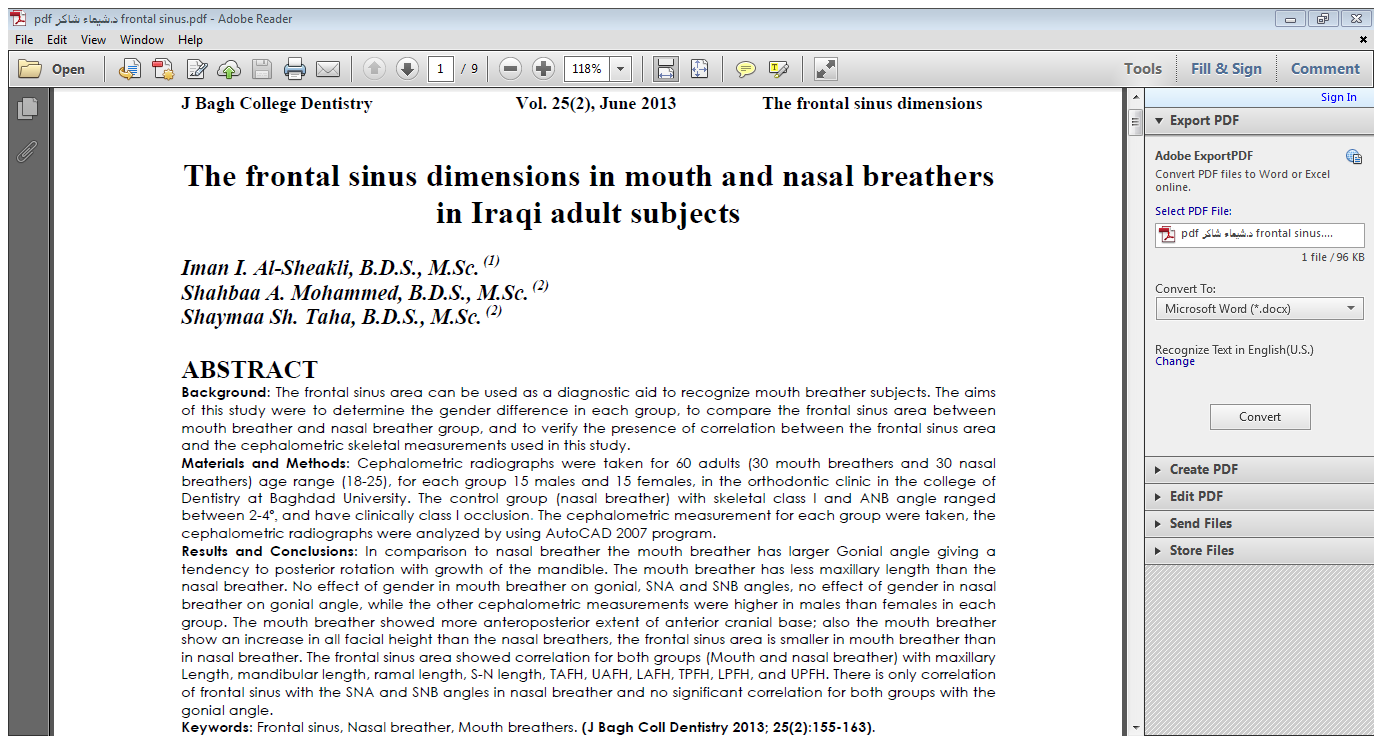 pdf د.شيماء شاكر frontal sinus.pdf - Adobe Reader
File Edit View Window Help
Open 1 / 9 118% Tools Fill & Sign Comment
Sign In
J Bagh College Dentistry Vol. 25(2), June 2013 The frontal sinus dimensions
The frontal sinus dimensions in mouth and nasal breathers
in Iraqi adult subjects
Iman I. Al-Sheakli, B.D.S., M.Sc. (1)
Shahbaa A. Mohammed, B.D.S., M.Sc. (2)
Shaymaa Sh. Taha, B.D.S., M.Sc. (2)
ABSTRACT
Background: The frontal sinus area can be used as a diagnostic aid to recognize mouth breather subjects. The aims
of this study were to determine the gender difference in each group, to compare the frontal sinus area between
mouth breather and nasal breather group, and to verify the presence of correlation between the frontal sinus area
and the cephalometric skeletal measurements used in this study.
Materials and Methods: Cephalometric radiographs were taken for 60 adults (30 mouth breathers and 30 nasal
breathers) age range (18-25), for each group 15 males and 15 females, in the orthodontic clinic in the college of
Dentistry at Baghdad University. The control group (nasal breather) with skeletal class I and ANB angle ranged
between 2-4°, and have clinically class I occlusion. The cephalometric measurement for each group were taken, the
cephalometric radiographs were analyzed by using AutoCAD 2007 program.
Results and Conclusions: In comparison to nasal breather the mouth breather has larger Gonial angle giving a
tendency to posterior rotation with growth of the mandible. The mouth breather has less maxillary length than the
nasal breather. No effect of gender in mouth breather on gonial, SNA and SNB angles, no effect of gender in nasal
breather on gonial angle, while the other cephalometric measurements were higher in males than females in each
group. The mouth breather showed more anteroposterior extent of anterior cranial base; also the mouth breather
show an increase in all facial height than the nasal breathers, the frontal sinus area is smaller in mouth breather than
in nasal breather. The frontal sinus area showed correlation for both groups (Mouth and nasal breather) with maxillary
Length, mandibular length, ramal length, S-N length, TAFH, UAFH, LAFH, TPFH, LPFH, and UPFH. There is only correlation
of frontal sinus with the SNA and SNB angles in nasal breather and no significant correlation for both groups with the
gonial angle.
Keywords: Frontal sinus, Nasal breather, Mouth breathers. (J Bagh Coll Dentistry 2013; 25(2):155-163).
Export PDF
Adobe ExportPDF
Convert PDF files to Word or Excel
online.
Select PDF File:
pdf د.شيماء شاكر frontal sinus....
1 file / 96 KB
Convert To:
Microsoft Word (*.docx)
Recognize Text in English(U.S.)
Change
Convert
Create PDF
Edit PDF
Send Files
Store Files